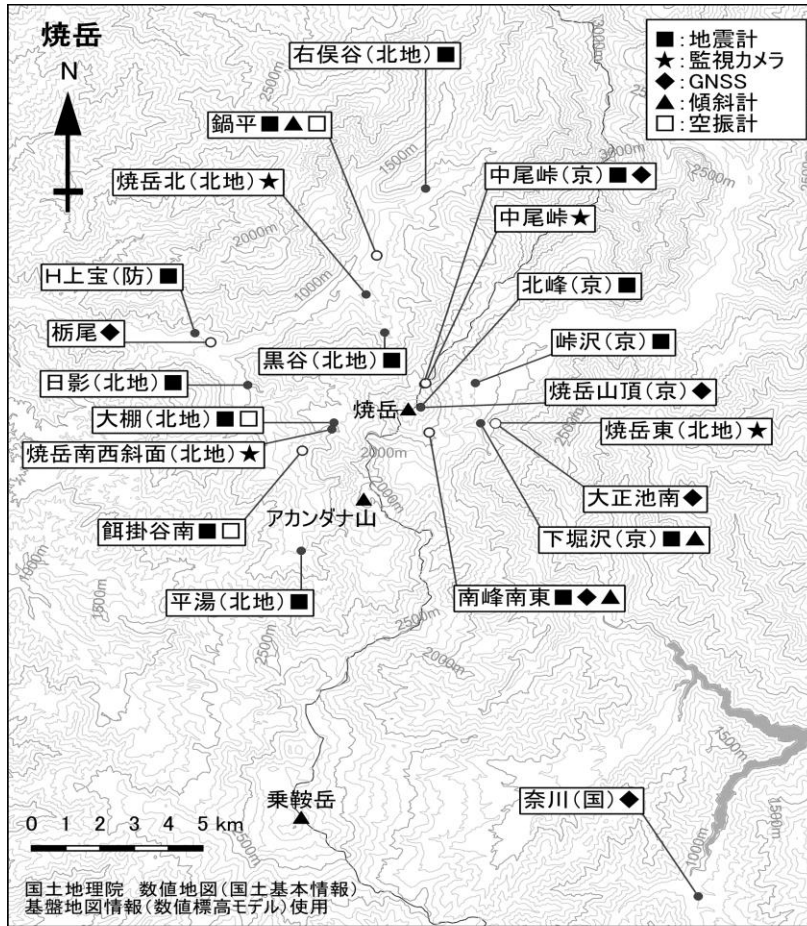 焼岳
N
■:地震計
★:監視カメラ
◆:GNSS
▲:傾斜計
□:空振計
右俣谷(北地)■
鍋平■▲□
焼岳北(北地)★
中尾峠(京)■◆
中尾峠★
H上宝(防)■
北峰(京)■
栃尾◆
黒谷(北地)■
峠沢(京)■
日影(北地)■
焼岳▲
焼岳山頂(京)◆
大棚(北地)■□
焼岳東(北地)★
焼岳南西斜面(北地)★
大正池南◆
アカンダナ山
餌掛谷南■□
下堀沢(京)■▲
平湯(北地)■
南峰南東■◆▲
乗鞍岳
奈川(国)◆
0 1 2 3 4 5 km
国土地理院 数値地図(国土基本情報)
基盤地図情報(数値標高モデル)使用
3000m
2500m
1500m
3000m
2500m
2000m
1000m
2500m
2000m
2000m
1000m
1500m
2500m
2500m
2000m
1500m
1000m
1500m